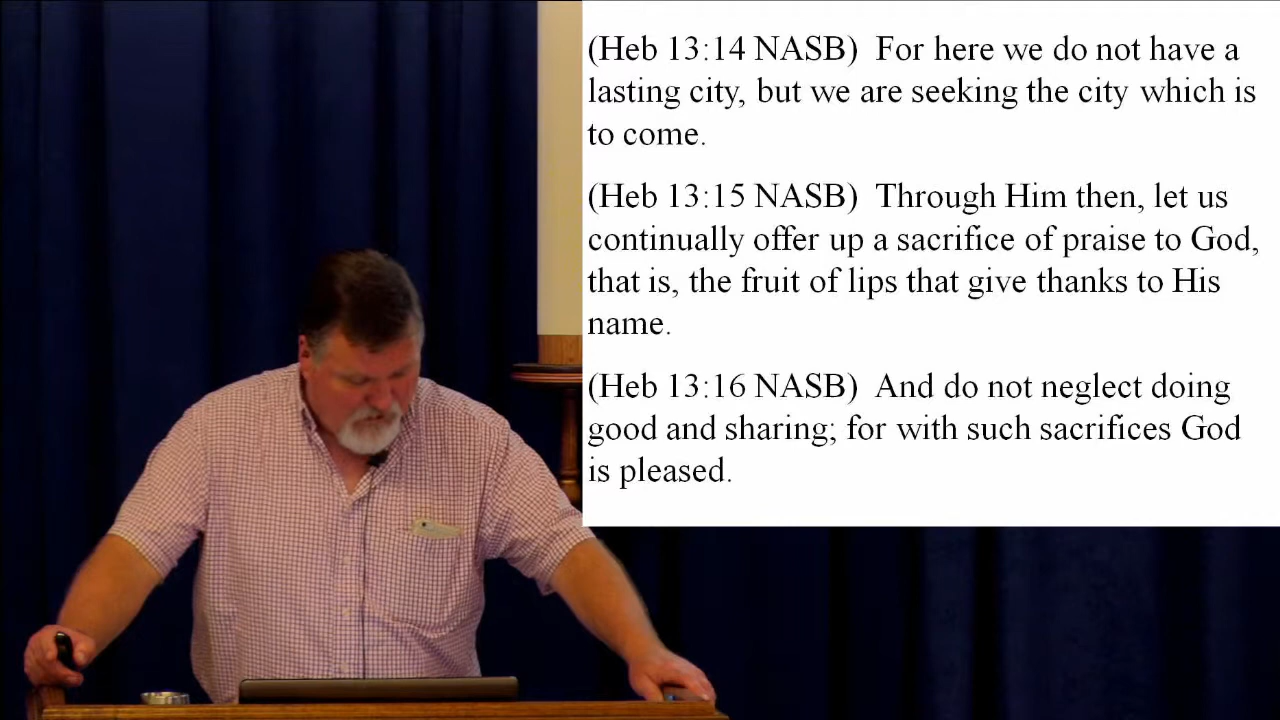 (Heb 13:14 NASB)  For here we do not have a
lasting city, but we are seeking the city which is
to come.
(Heb 13:15 NASB)  Through Him then, let us
continually offer up a sacrifice of praise to God,
that is, the fruit of lips that give thanks to His
name.
(Heb 13:16 NASB)  And do not neglect doing
good and sharing; for with such sacrifices God
is pleased.